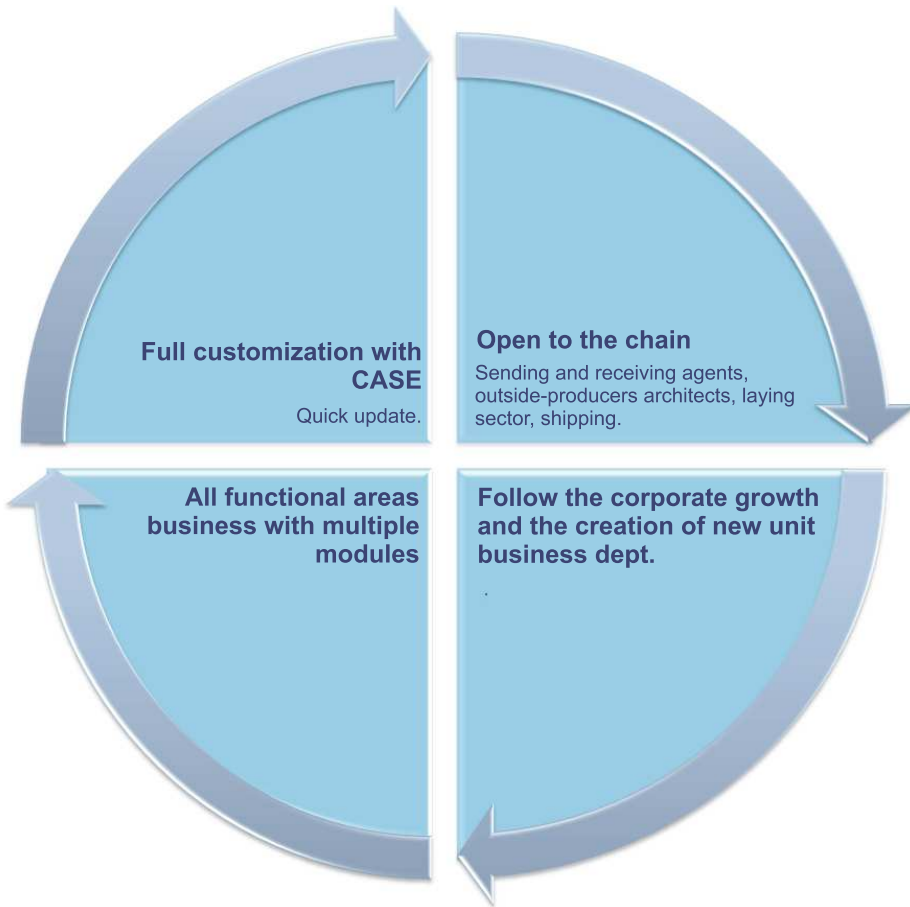 Full customization with
CASE
Quick update.
Open to the chain
Sending and receiving agents,
outside-producers architects, laying
sector, shipping.
All functional areas
business with multiple
modules
Follow the corporate growth
and the creation of new unit
business dept.
.